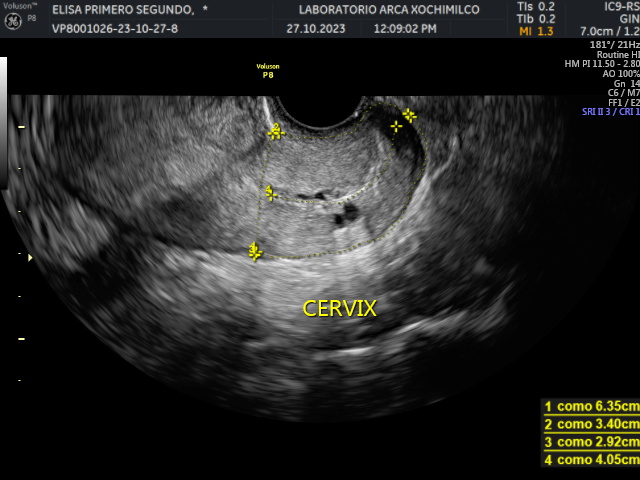 Voluson™
P8
ELISA PRIMERO SEGUNDO, *
LABORATORIO ARCA XOCHIMILCO
TIs 0.2
IC9-RS
VP8001026-23-10-27-8
27.10.2023
12:09:02 PM
TIb 0.2
GIN
MI 1.3
7.0cm / 1.2
181°/ 21Hz
Routine HI
HM PI 11.50 - 2.80
AO 100%
Gn 14
C6 / M7
FF1 / E2
SRI II 3 / CRI 1
Voluson
P8
2
4
3
1
CERVIX
1 como 6.35cm
2 como 3.40cm
3 como 2.92cm
4 como 4.05cm